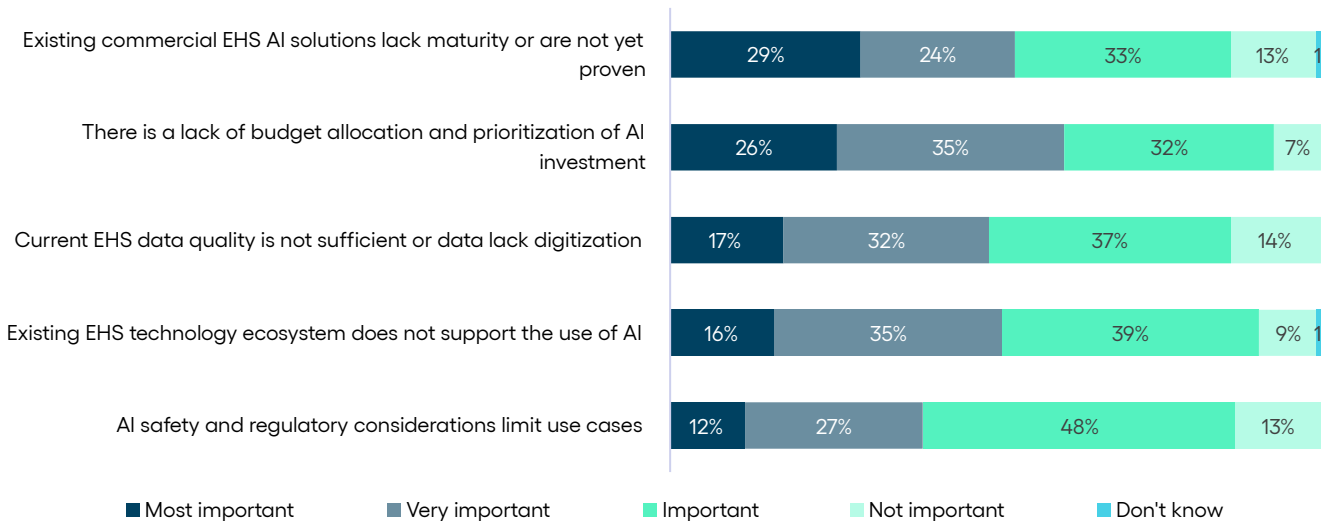 Existing commercial EHS AI solutions lack maturity or are not yet
proven
29% 24% 33% 13% 1
There is a lack of budget allocation and prioritization of AI
investment
26% 35% 32% 7%
Current EHS data quality is not sufficient or data lack digitization
17% 32% 37% 14%
Existing EHS technology ecosystem does not support the use of AI
16% 35% 39% 9% 1
AI safety and regulatory considerations limit use cases
12% 27% 48% 13%
Most important Very important Important Not important Don't know